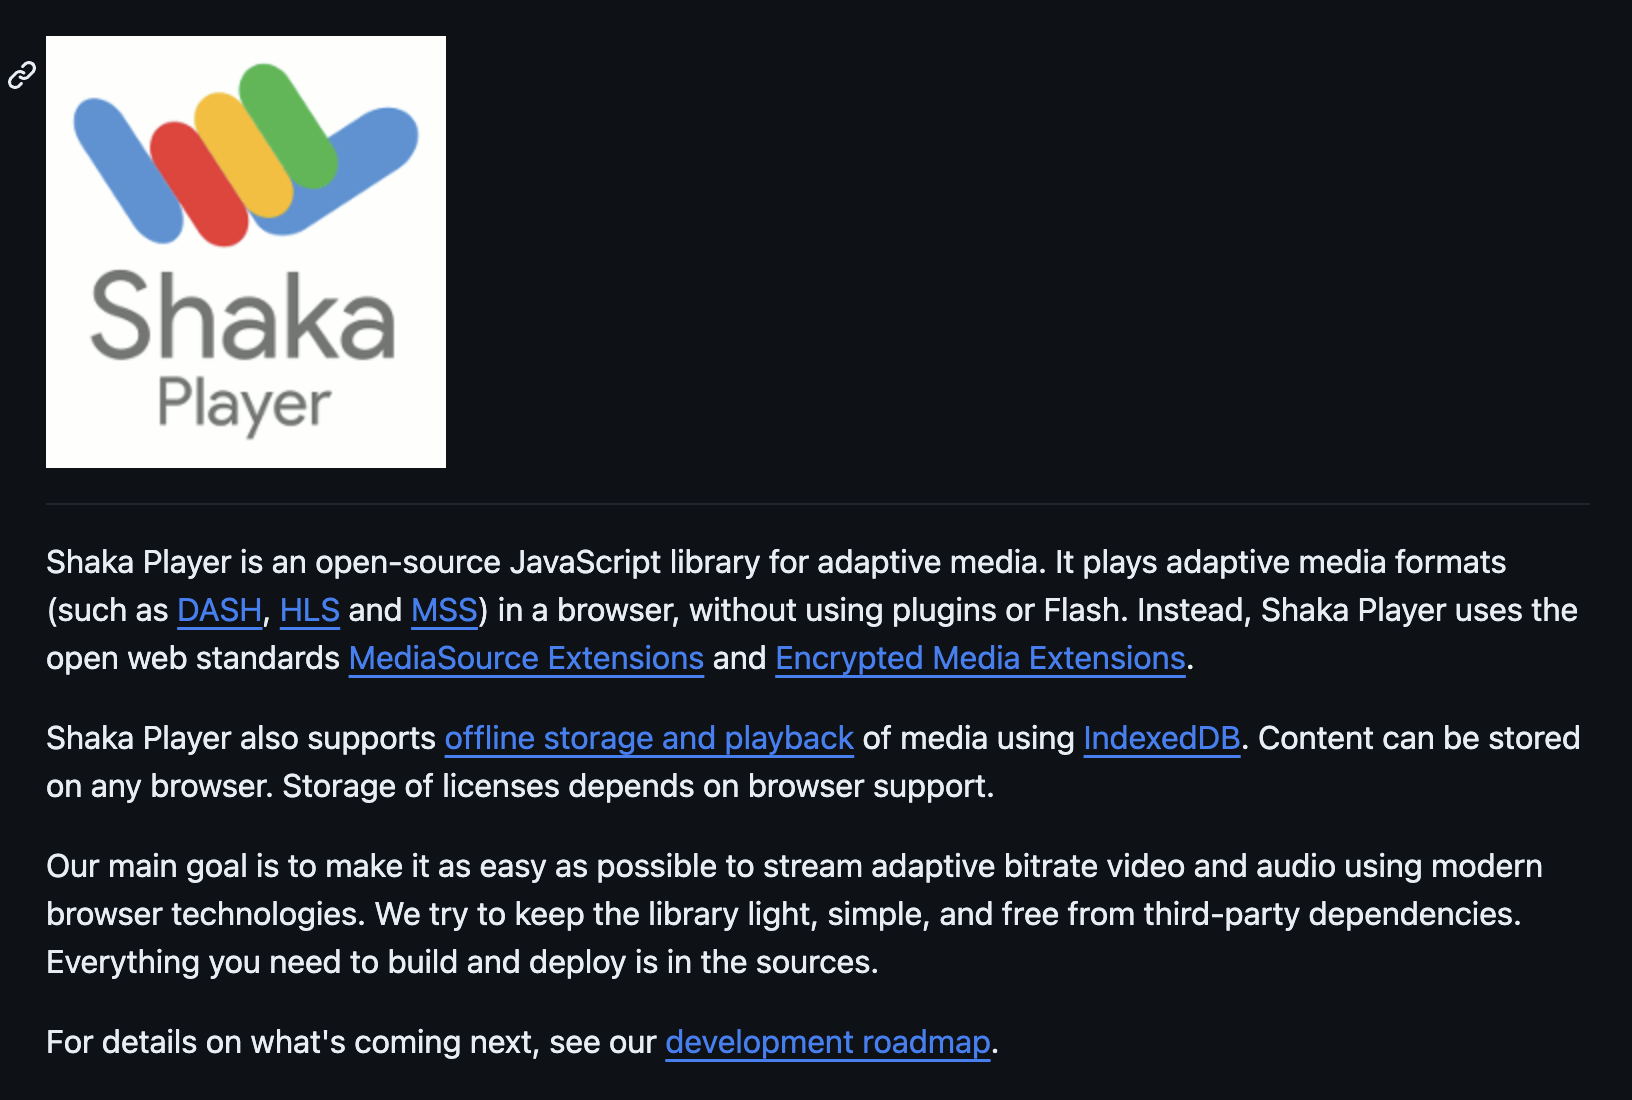 Shaka
Player
Shaka Player is an open-source JavaScript library for adaptive media. It plays adaptive media formats
(such as DASH, HLS and MSS) in a browser, without using plugins or Flash. Instead, Shaka Player uses the
open web standards MediaSource Extensions and Encrypted Media Extensions.
Shaka Player also supports offline storage and playback of media using IndexedDB. Content can be stored
on any browser. Storage of licenses depends on browser support.
Our main goal is to make it as easy as possible to stream adaptive bitrate video and audio using modern
browser technologies. We try to keep the library light, simple, and free from third-party dependencies.
Everything you need to build and deploy is in the sources.
For details on what's coming next, see our development roadmap.